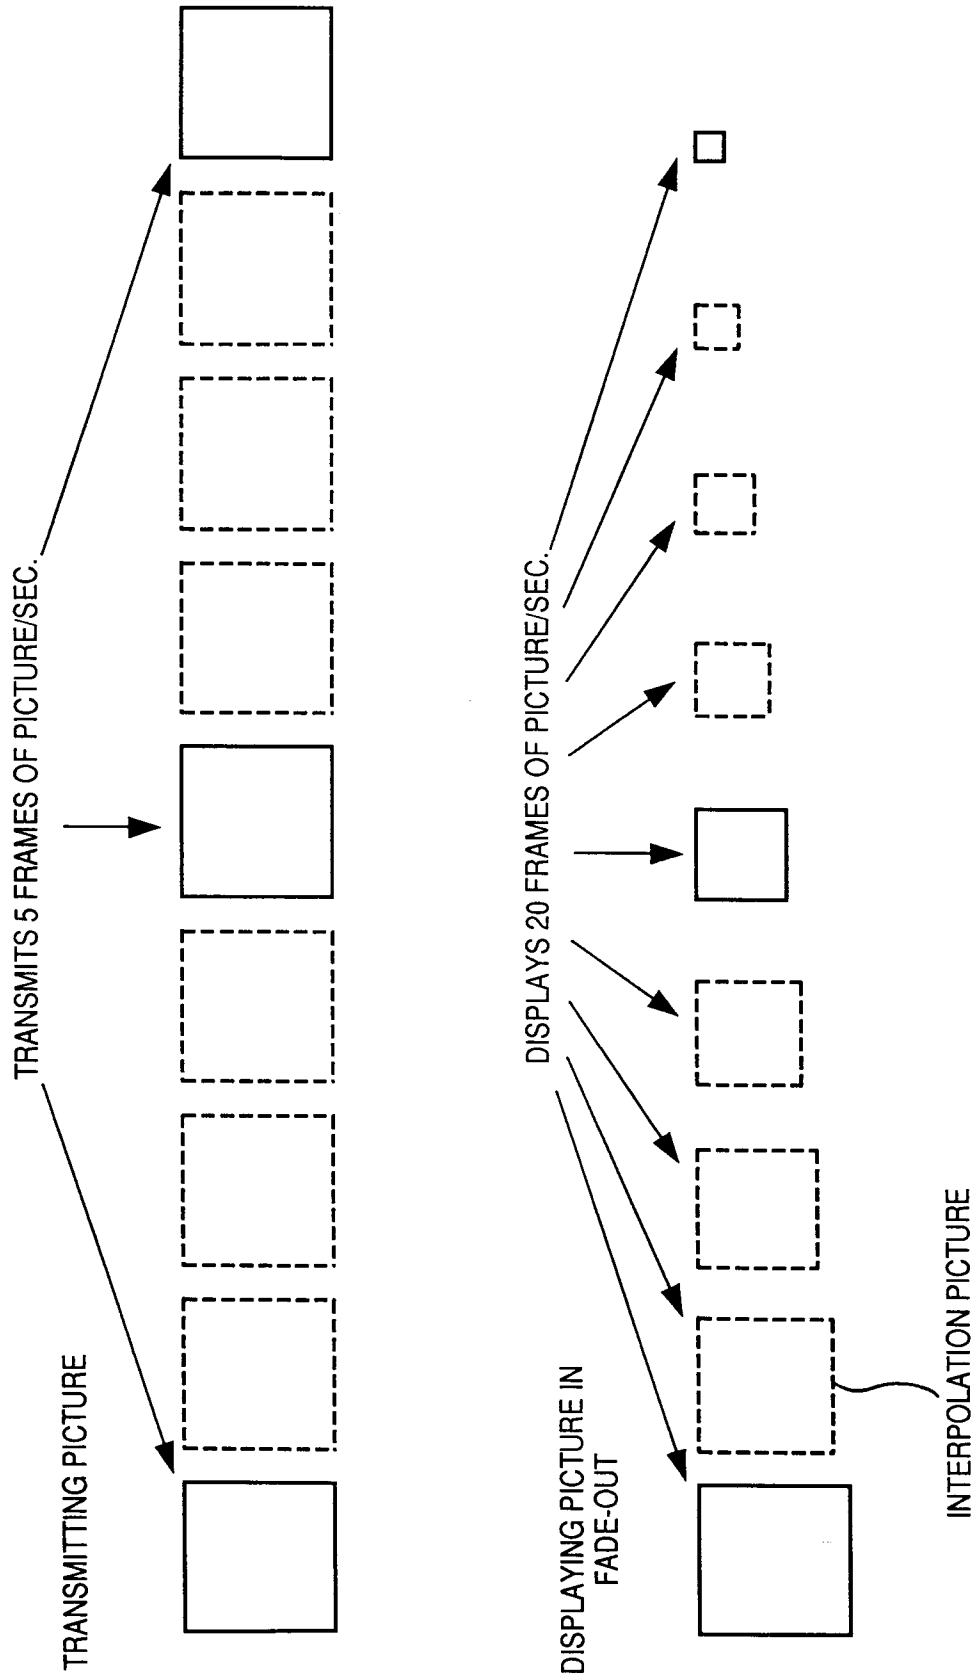 TRANSMITTING PICTURE
TRANSMITS 5 FRAMES OF PICTURE/SEC.
DISPLAYING PICTURE IN
FADE-OUT
DISPLAYS 20 FRAMES OF PICTURE/SEC.
INTERPOLATION PICTURE